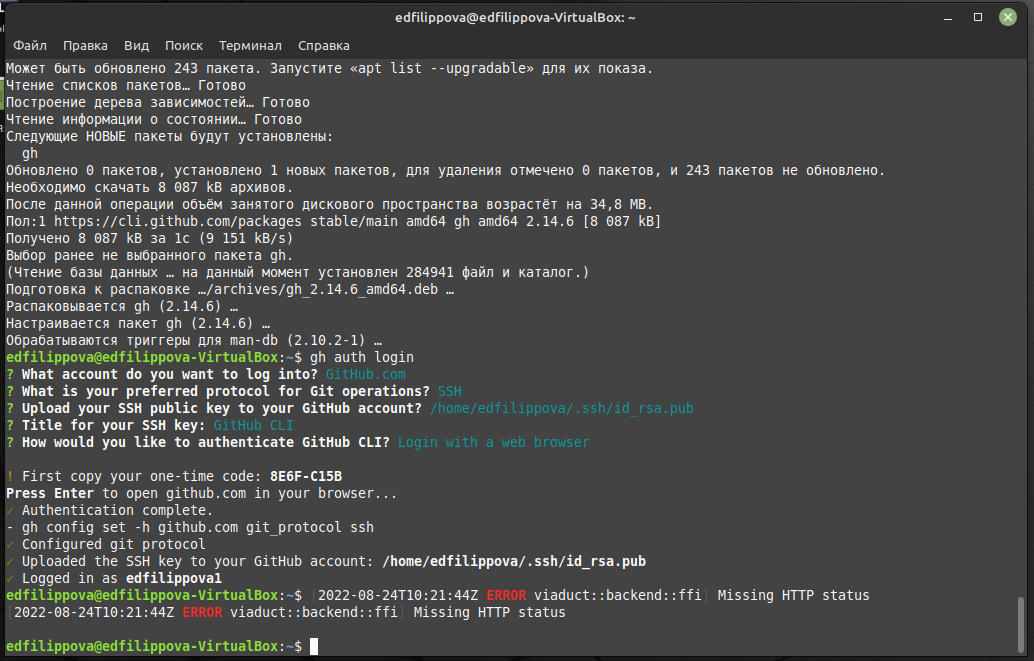 edfilippova@edfilippova-VirtualBox: ~
Файл Правка Вид Поиск Терминал Справка
Может быть обновлено 243 пакета. Запустите «apt list --upgradable» для их показа.
Чтение списков пакетов… Готово
Построение дерева зависимостей… Готово
Чтение информации о состоянии… Готово
Следующие НОВЫЕ пакеты будут установлены:
gh
Обновлено 0 пакетов, установлено 1 новых пакетов, для удаления отмечено 0 пакетов, и 243 пакетов не обновлено.
Необходимо скачать 8 087 kB архивов.
После данной операции объём занятого дискового пространства возрастёт на 34,8 MB.
Пол:1 https://cli.github.com/packages stable/main amd64 gh amd64 2.14.6 [8 087 kB]
Получено 8 087 kB за 1с (9 151 kB/s)
Выбор ранее не выбранного пакета gh.
(Чтение базы данных … на данный момент установлен 284941 файл и каталог.)
Подготовка к распаковке …/archives/gh_2.14.6_amd64.deb …
Распаковывается gh (2.14.6) …
Настраивается пакет gh (2.14.6) …
Обрабатываются триггеры для man-db (2.10.2-1) …
edfilippova@edfilippova-VirtualBox:~$ gh auth login
? What account do you want to log into? GitHub.com
? What is your preferred protocol for Git operations? SSH
? Upload your SSH public key to your GitHub account? /home/edfilippova/.ssh/id_rsa.pub
? Title for your SSH key: GitHub CLI
? How would you like to authenticate GitHub CLI? Login with a web browser
! First copy your one-time code: 8E6F-C15B
Press Enter to open github.com in your browser...
✓ Authentication complete.
- gh config set -h github.com git_protocol ssh
✓ Configured git protocol
✓ Uploaded the SSH key to your GitHub account: /home/edfilippova/.ssh/id_rsa.pub
✓ Logged in as edfilippova1
edfilippova@edfilippova-VirtualBox:~$ [2022-08-24T10:21:44Z ERROR viaduct::backend::ffi] Missing HTTP status
[2022-08-24T10:21:44Z ERROR viaduct::backend::ffi] Missing HTTP status
edfilippova@edfilippova-VirtualBox:~$